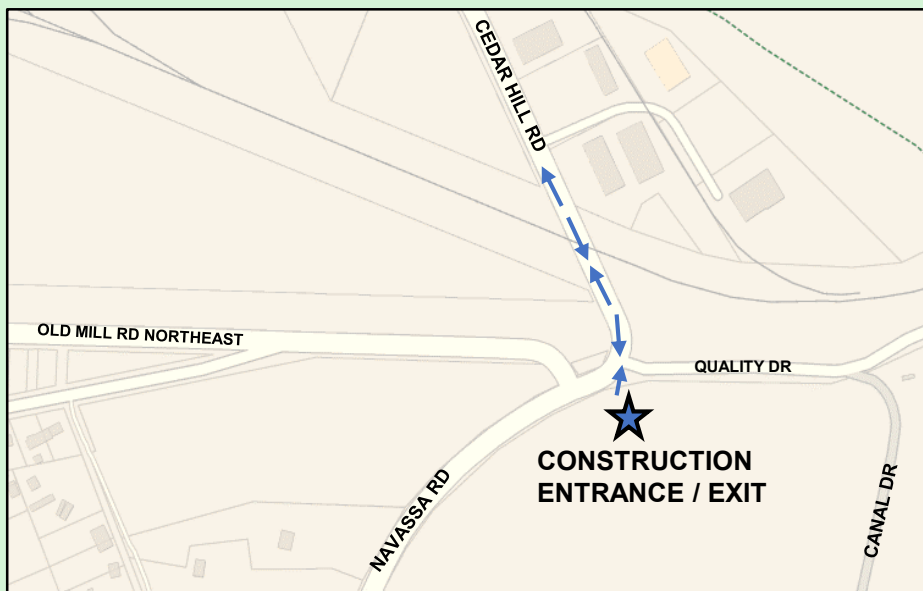 CEDAR HILL RD
OLD MILL RD NORTHEAST
QUALITY DR
CONSTRUCTION
ENTRANCE / EXIT
NAVASSA RD
CANAL DR